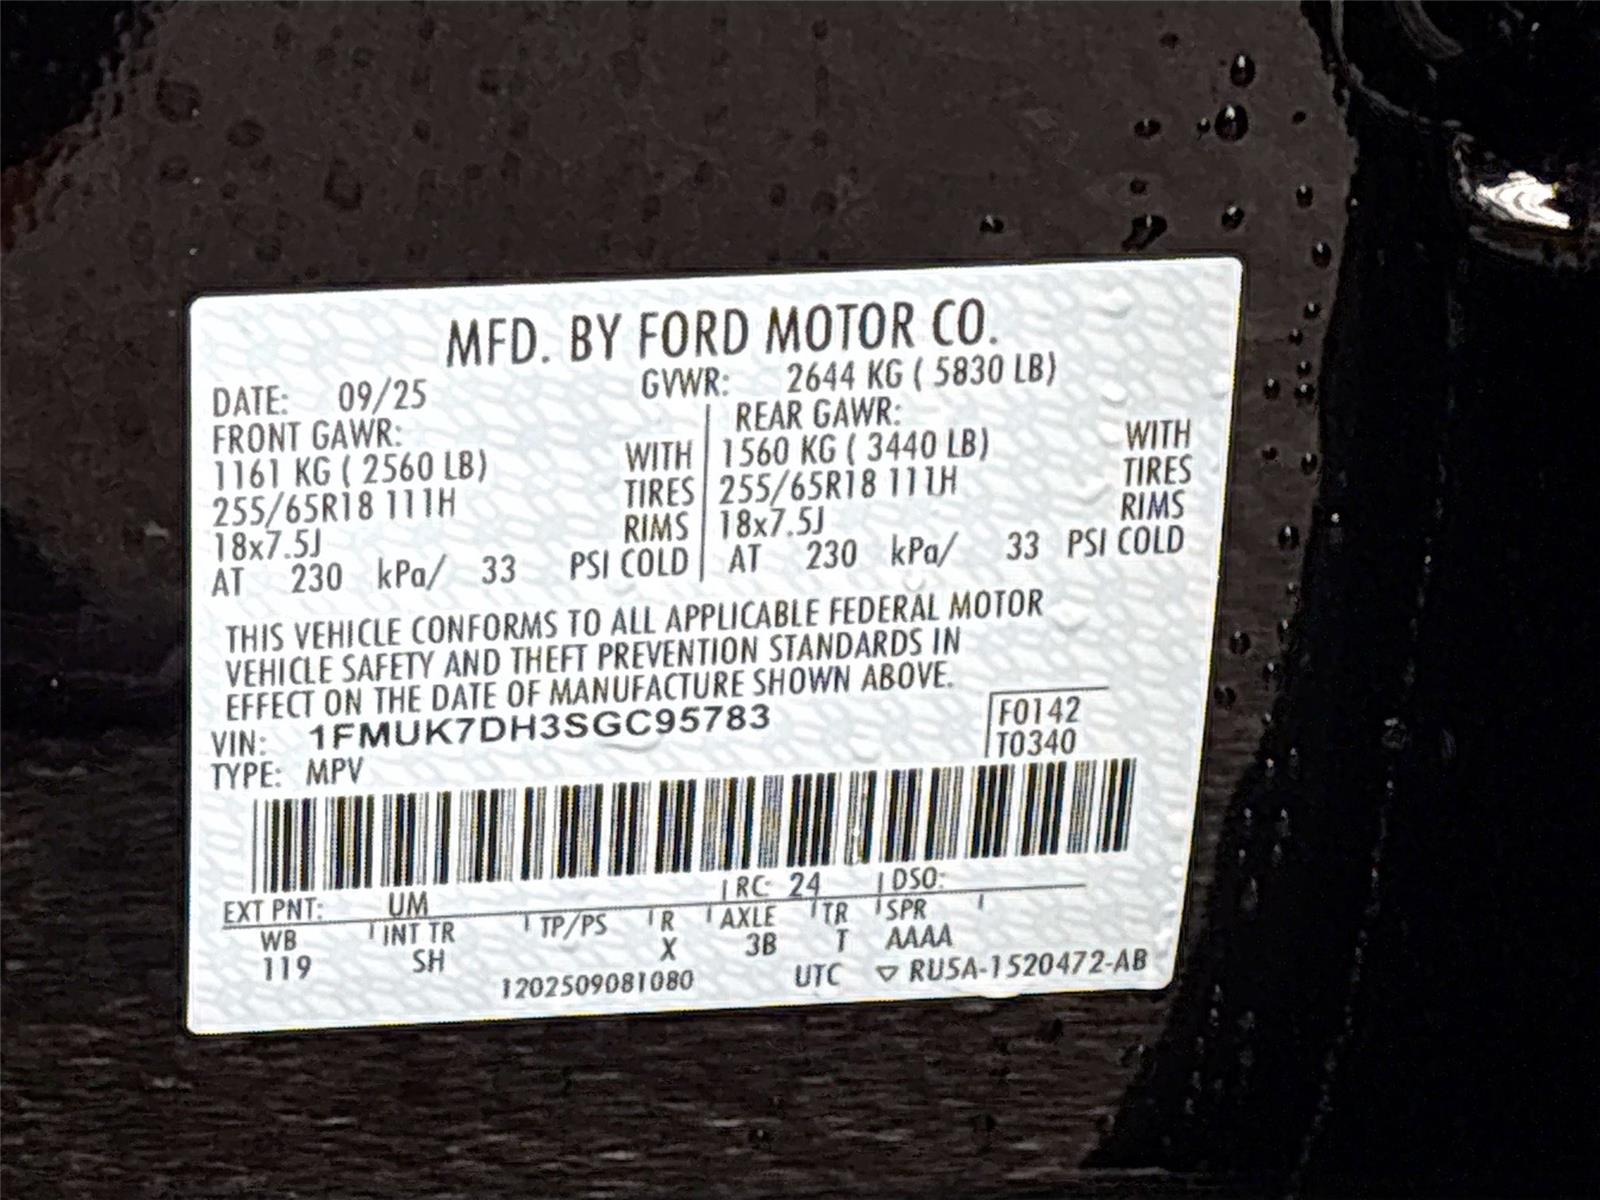 MFD. BY FORD MOTOR CO.
DATE: 09/25 GVWR: 2644 KG ( 5830 LB)
FRONT GAWR: REAR GAWR:
1161 KG ( 2560 LB) WITH 1560 KG ( 3440 LB) WITH
255/65R18 111H TIRES 255/65R18 111H TIRES
18x7.5J RIMS 18x7.5J RIMS
AT 230 kPa/ 33 PSI COLD AT 230 kPa/ 33 PSI COLD
THIS VEHICLE CONFORMS TO ALL APPLICABLE FEDERAL MOTOR
VEHICLE SAFETY AND THEFT PREVENTION STANDARDS IN
EFFECT ON THE DATE OF MANUFACTURE SHOWN ABOVE.
VIN: 1FMUK7DH3SGC95783 F0142
TYPE: MPV T0340
EXT PNT: UM RC: 24 DSO:
WB INT TR TP/PS R AXLE TR SPR
119 SH X 3B T AAAA
1202509081080 UTC ▽ RU5A-1520472-AB